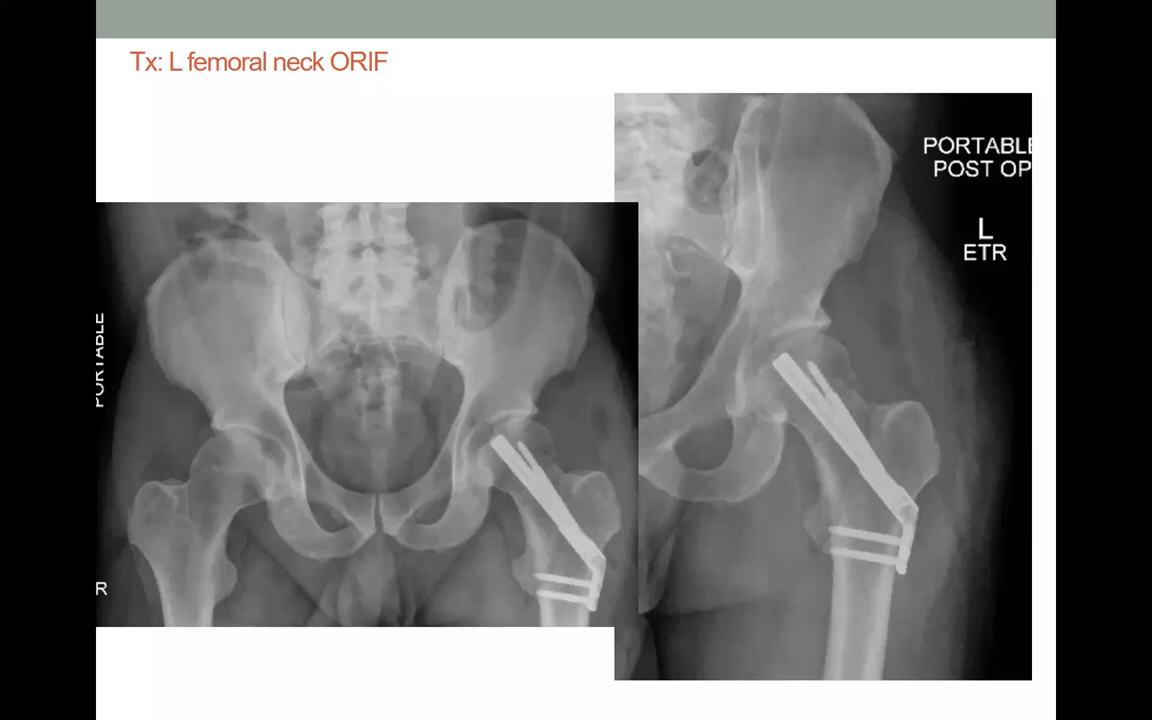 Tx: L femoral neck ORIF
PORTABLE
POST OP
L
ETR
PORTABLE
R